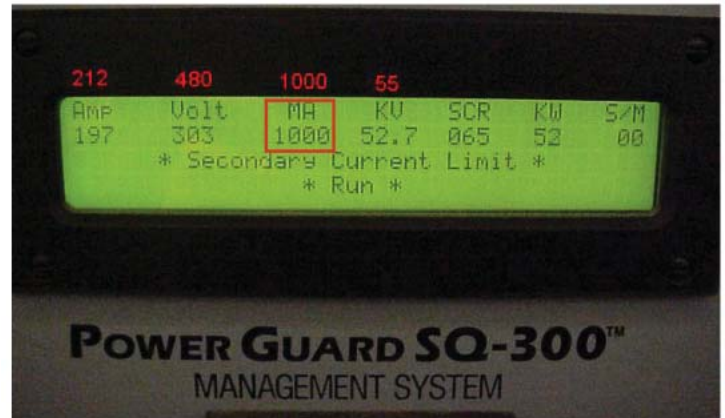 212 480 1000 55
Amp Volt MA KV SCR KW S/M
197 303 1000 52.7 065 52 00
* Secondary Current Limit *
* Run *
POWER GUARD SQ-300™
MANAGEMENT SYSTEM